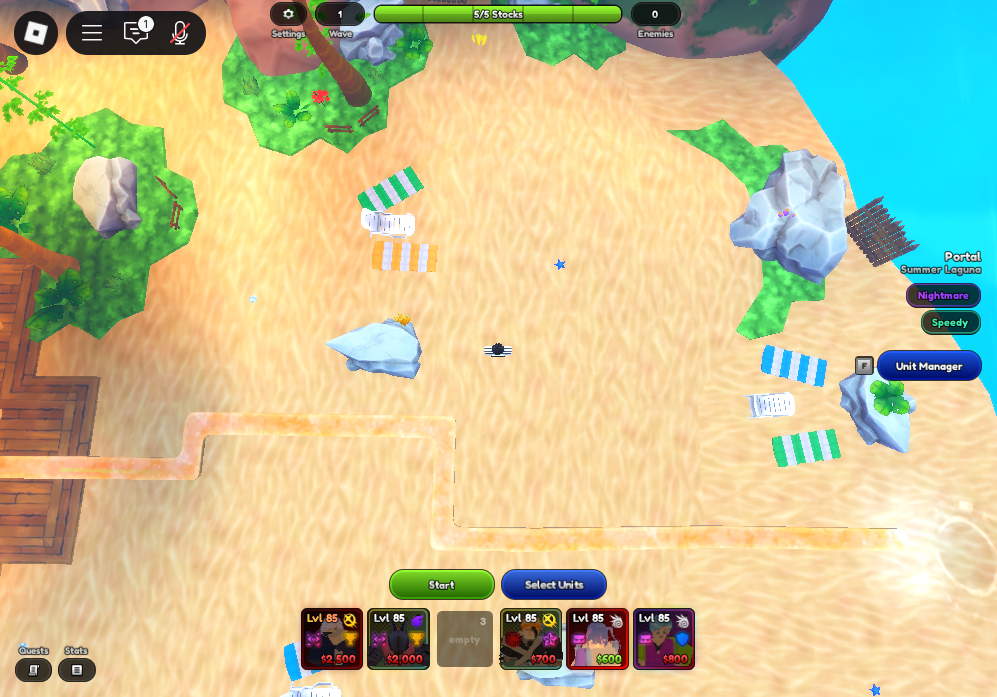 1
1
5/5 Stocks
0
Settings
Wave
Enemies
Portal
Summer Laguna
Nightmare
Speedy
F
Unit Manager
Start
Select Units
Lvl 85
$2,500
Lvl 85
$2,000
3
empty
Lvl 85
$700
Lvl 85
$600
Lvl 85
$800
Quests
Stats